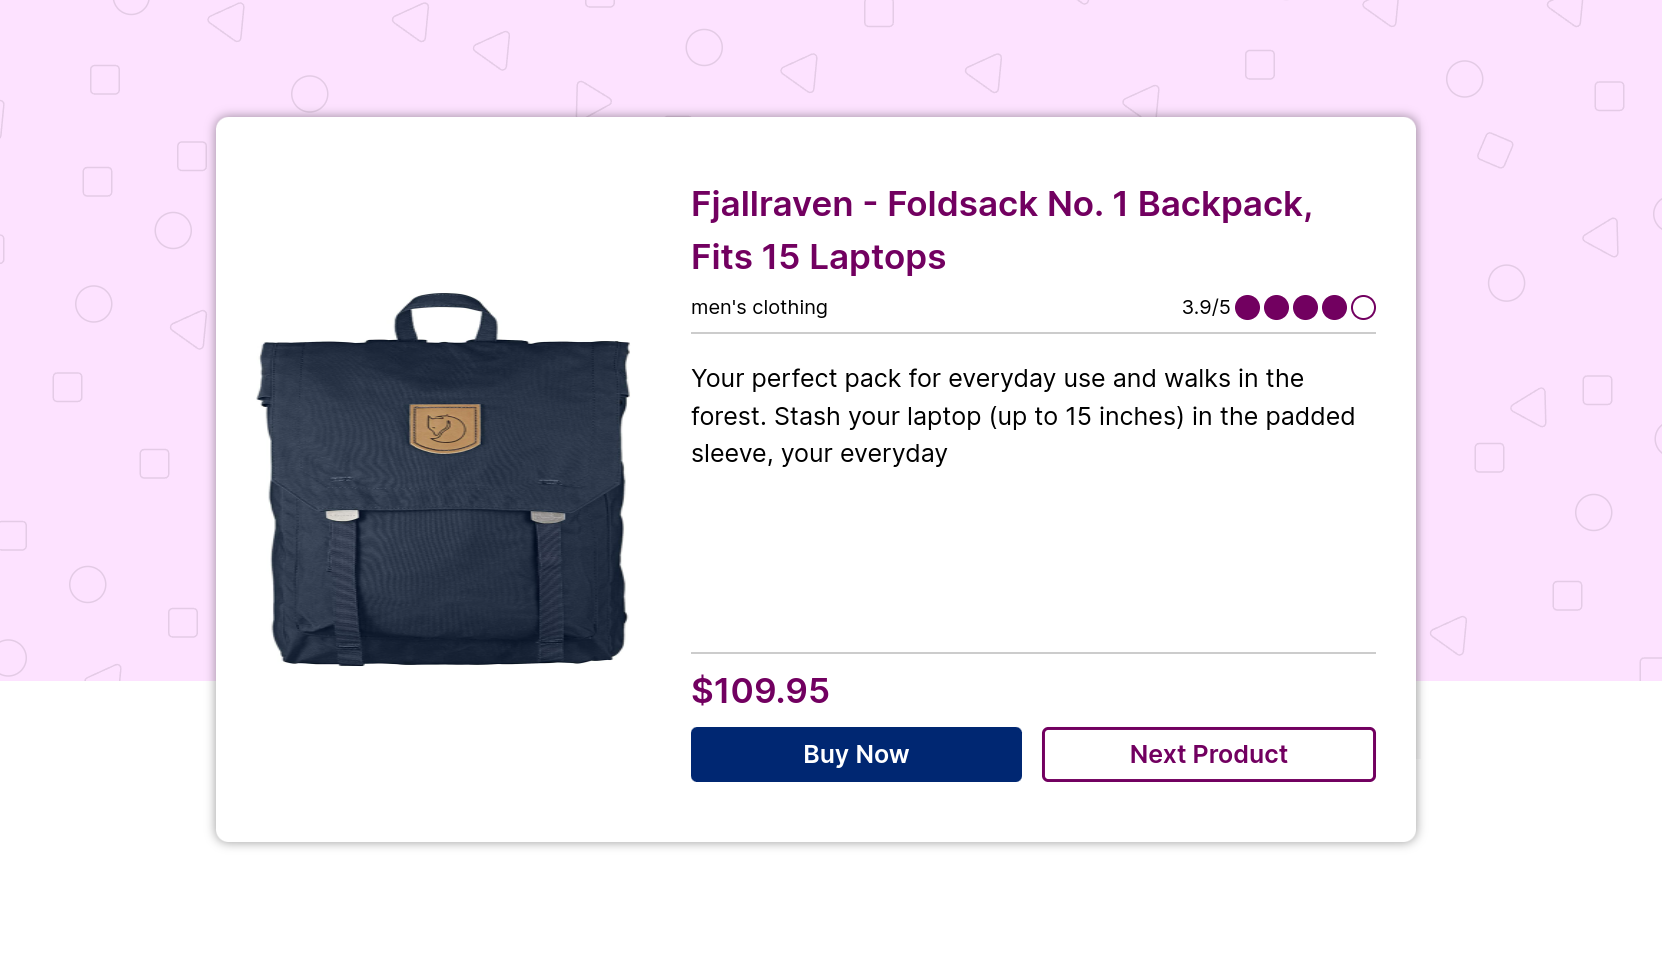 Fjallraven - Foldsack No. 1 Backpack,
Fits 15 Laptops
men's clothing
3.9/5
Your perfect pack for everyday use and walks in the
forest. Stash your laptop (up to 15 inches) in the padded
sleeve, your everyday
$109.95
Buy Now
Next Product